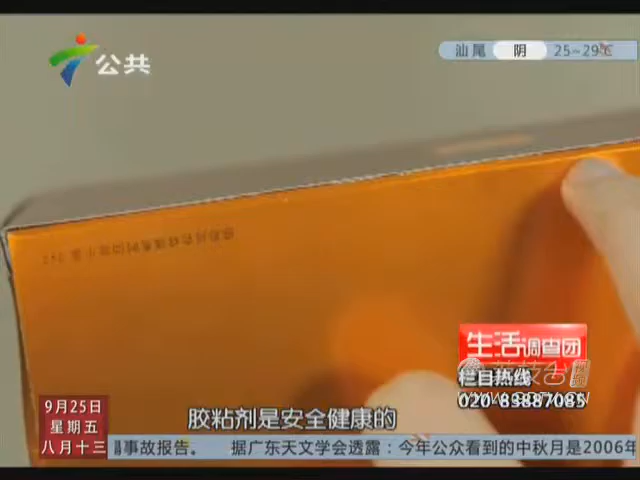 公共
汕尾 阴 25~29℃
生活调查团
栏目热线
020-83887085
荔枝台
胶粘剂是安全健康的
9月25日
星期五
八月十三
事故报告。 据广东天文学会透露：今年公众看到的中秋月是2006年